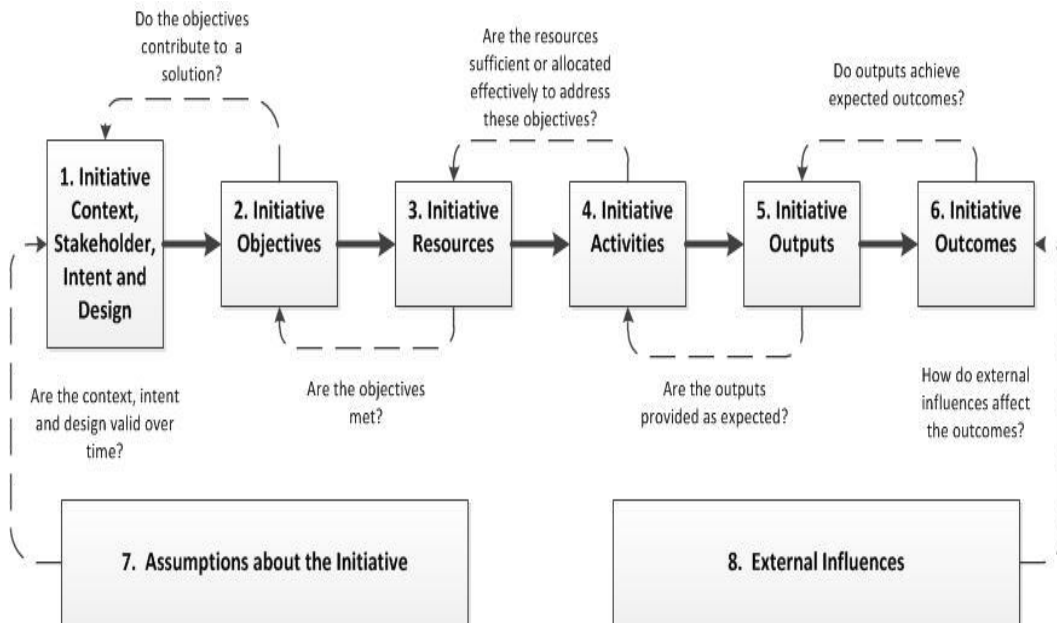 Do the objectives
contribute to a
solution?
Are the resources
sufficient or allocated
effectively to address
these objectives?
Do outputs achieve
expected outcomes?
1. Initiative
Context,
Stakeholder,
Intent and
Design
2. Initiative
Objectives
3. Initiative
Resources
4. Initiative
Activities
5. Initiative
Outputs
6. Initiative
Outcomes
Are the context, intent
and design valid over
time?
Are the objectives
met?
Are the outputs
provided as expected?
How do external
influences affect
the outcomes?
7. Assumptions about the Initiative
8. External Influences